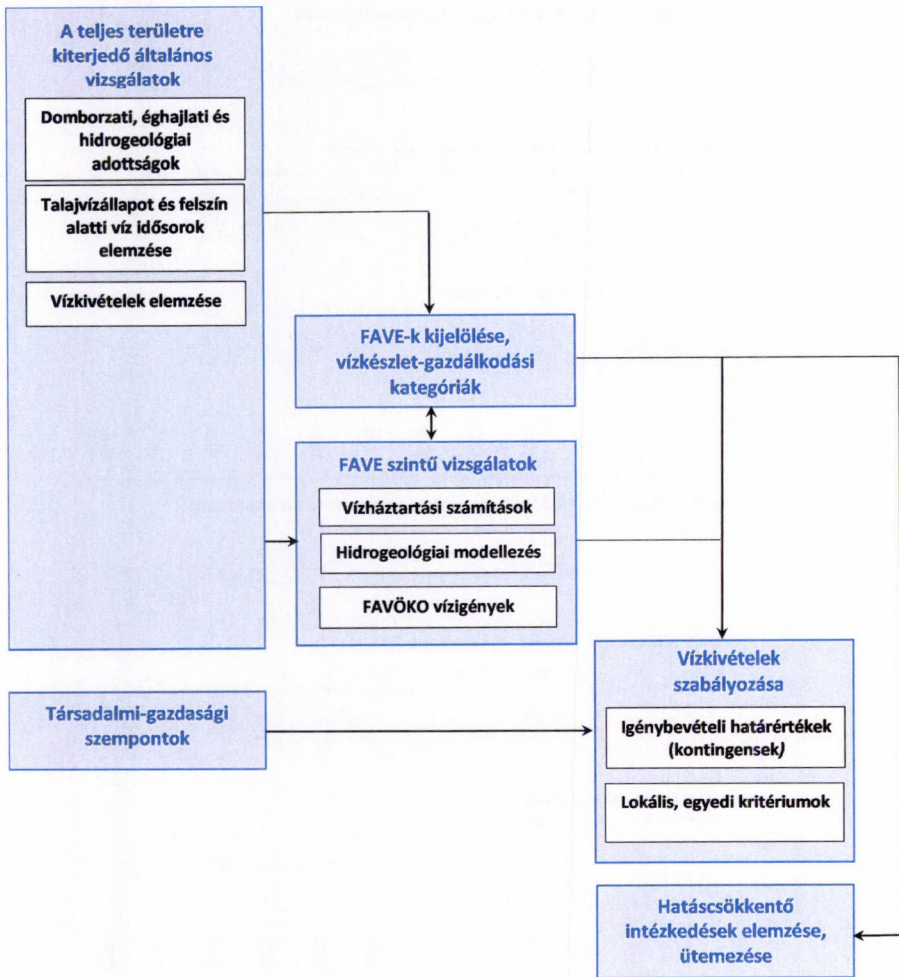 A teljes területre
kiterjedő általános
vizsgálatok
Domborzati, éghajlati és
hidrogeológiai
adottságok
Talajvízállapot és felszín
alatti víz idősorok
elemzése
Vízkivételek elemzése
FAVE-k kijelölése,
vízkészlet-gazdálkodási
kategóriák
FAVE szintű vizsgálatok
Vízháztartási számítások
Hidrogeológiai modellezés
FAVÖKO vízigények
Társadalmi-gazdasági
szempontok
Vízkivételek
szabályozása
Igénybevételi határértékek
(kontingensek)
Lokális, egyedi kritériumok
Hatáscsökkentő
intézkedések elemzése,
ütemezése